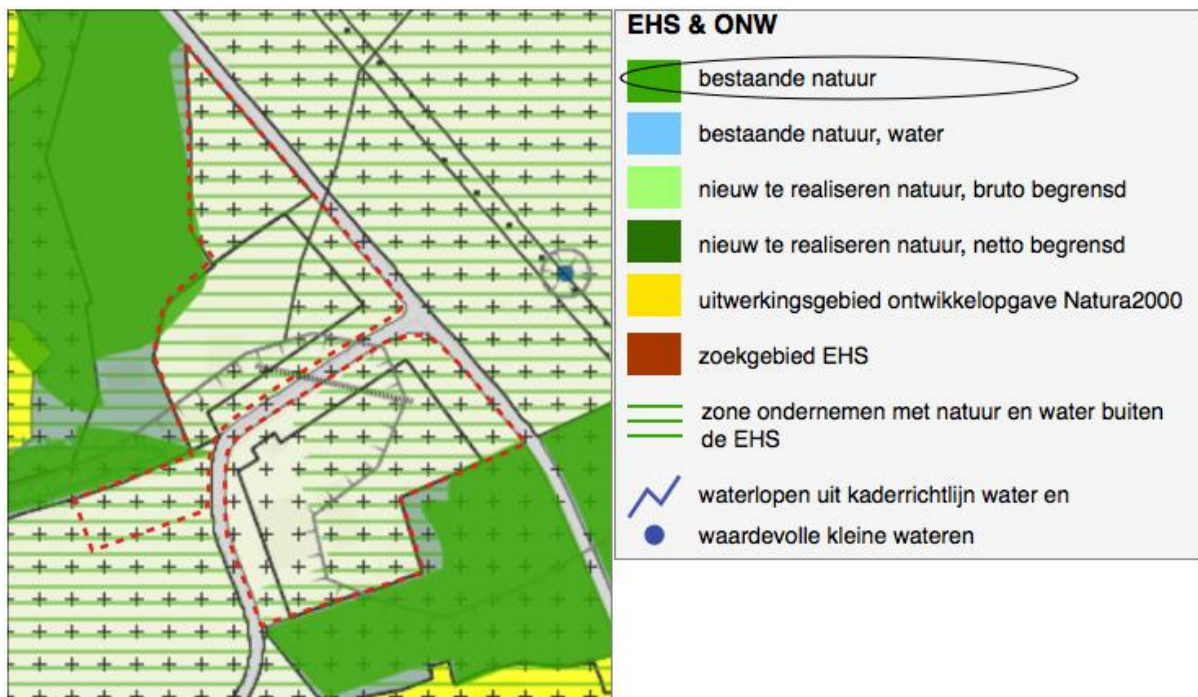 EHS & ONW
bestaande natuur
bestaande natuur, water
nieuw te realiseren natuur, bruto begrensd
nieuw te realiseren natuur, netto begrensd
uitwerkingsgebied ontwikkelopgave Natura2000
zoekgebied EHS
zone ondernemen met natuur en water buiten
de EHS
waterlopen uit kaderrichtlijn water en
waardevolle kleine wateren